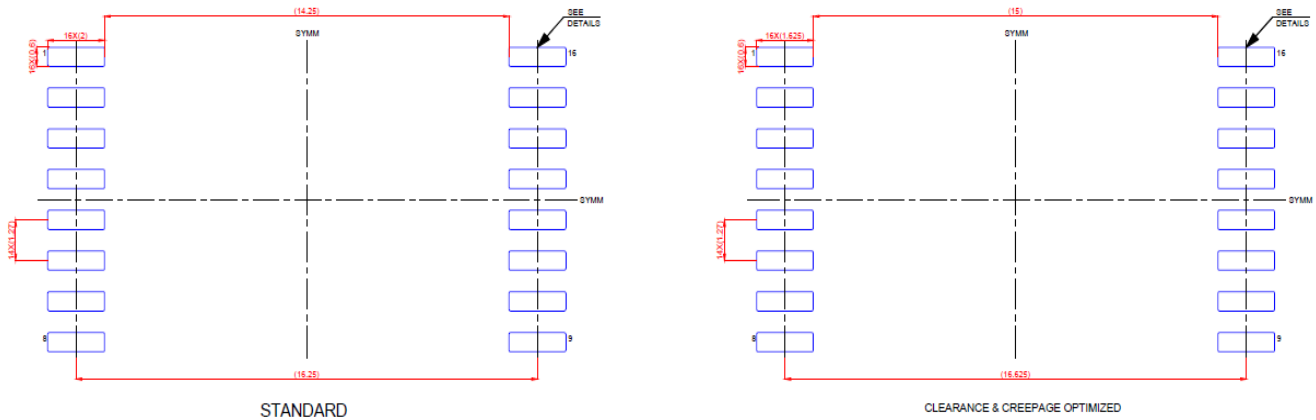 (14.25)
SEE
DETAILS
16X(2)
SYMM
16X(0.6)
1
16
SYMM
14X(1.27)
8
9
(16.25)
STANDARD
(15)
SEE
DETAILS
16X(1.625)
SYMM
16X(0.6)
1
16
SYMM
14X(1.27)
8
9
(16.625)
CLEARANCE & CREEPAGE OPTIMIZED